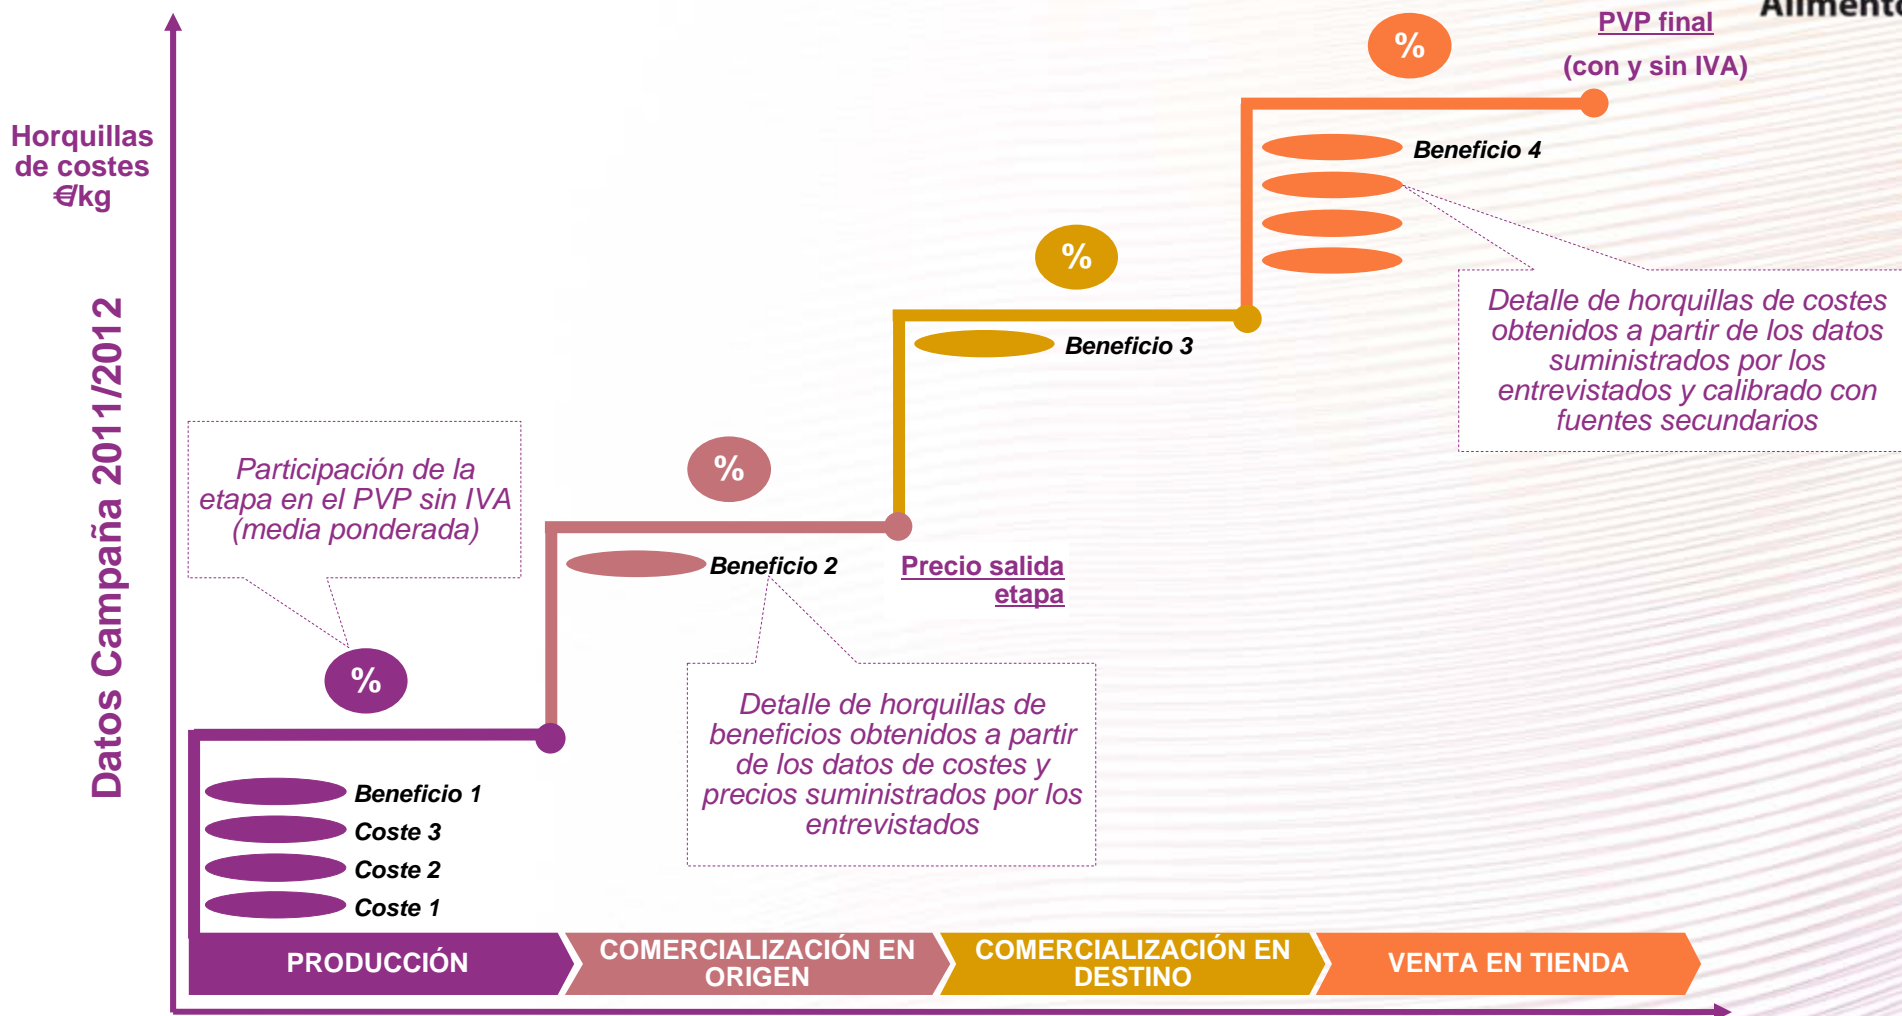 Alimento
PVP final
(con y sin IVA)
%
Horquillas
de costes
€/kg
Beneficio 4
%
Detalle de horquillas de costes
obtenidos a partir de los datos
suministrados por los
entrevistados y calibrado con
fuentes secundarios
Beneficio 3
Datos Campaña 2011/2012
Participación de la
etapa en el PVP sin IVA
(media ponderada)
%
Beneficio 2
Precio salida
etapa
%
Detalle de horquillas de
beneficios obtenidos a partir
de los datos de costes y
precios suministrados por los
entrevistados
Beneficio 1
Coste 3
Coste 2
Coste 1
PRODUCCIÓN
COMERCIALIZACIÓN EN
ORIGEN
COMERCIALIZACIÓN EN
DESTINO
VENTA EN TIENDA